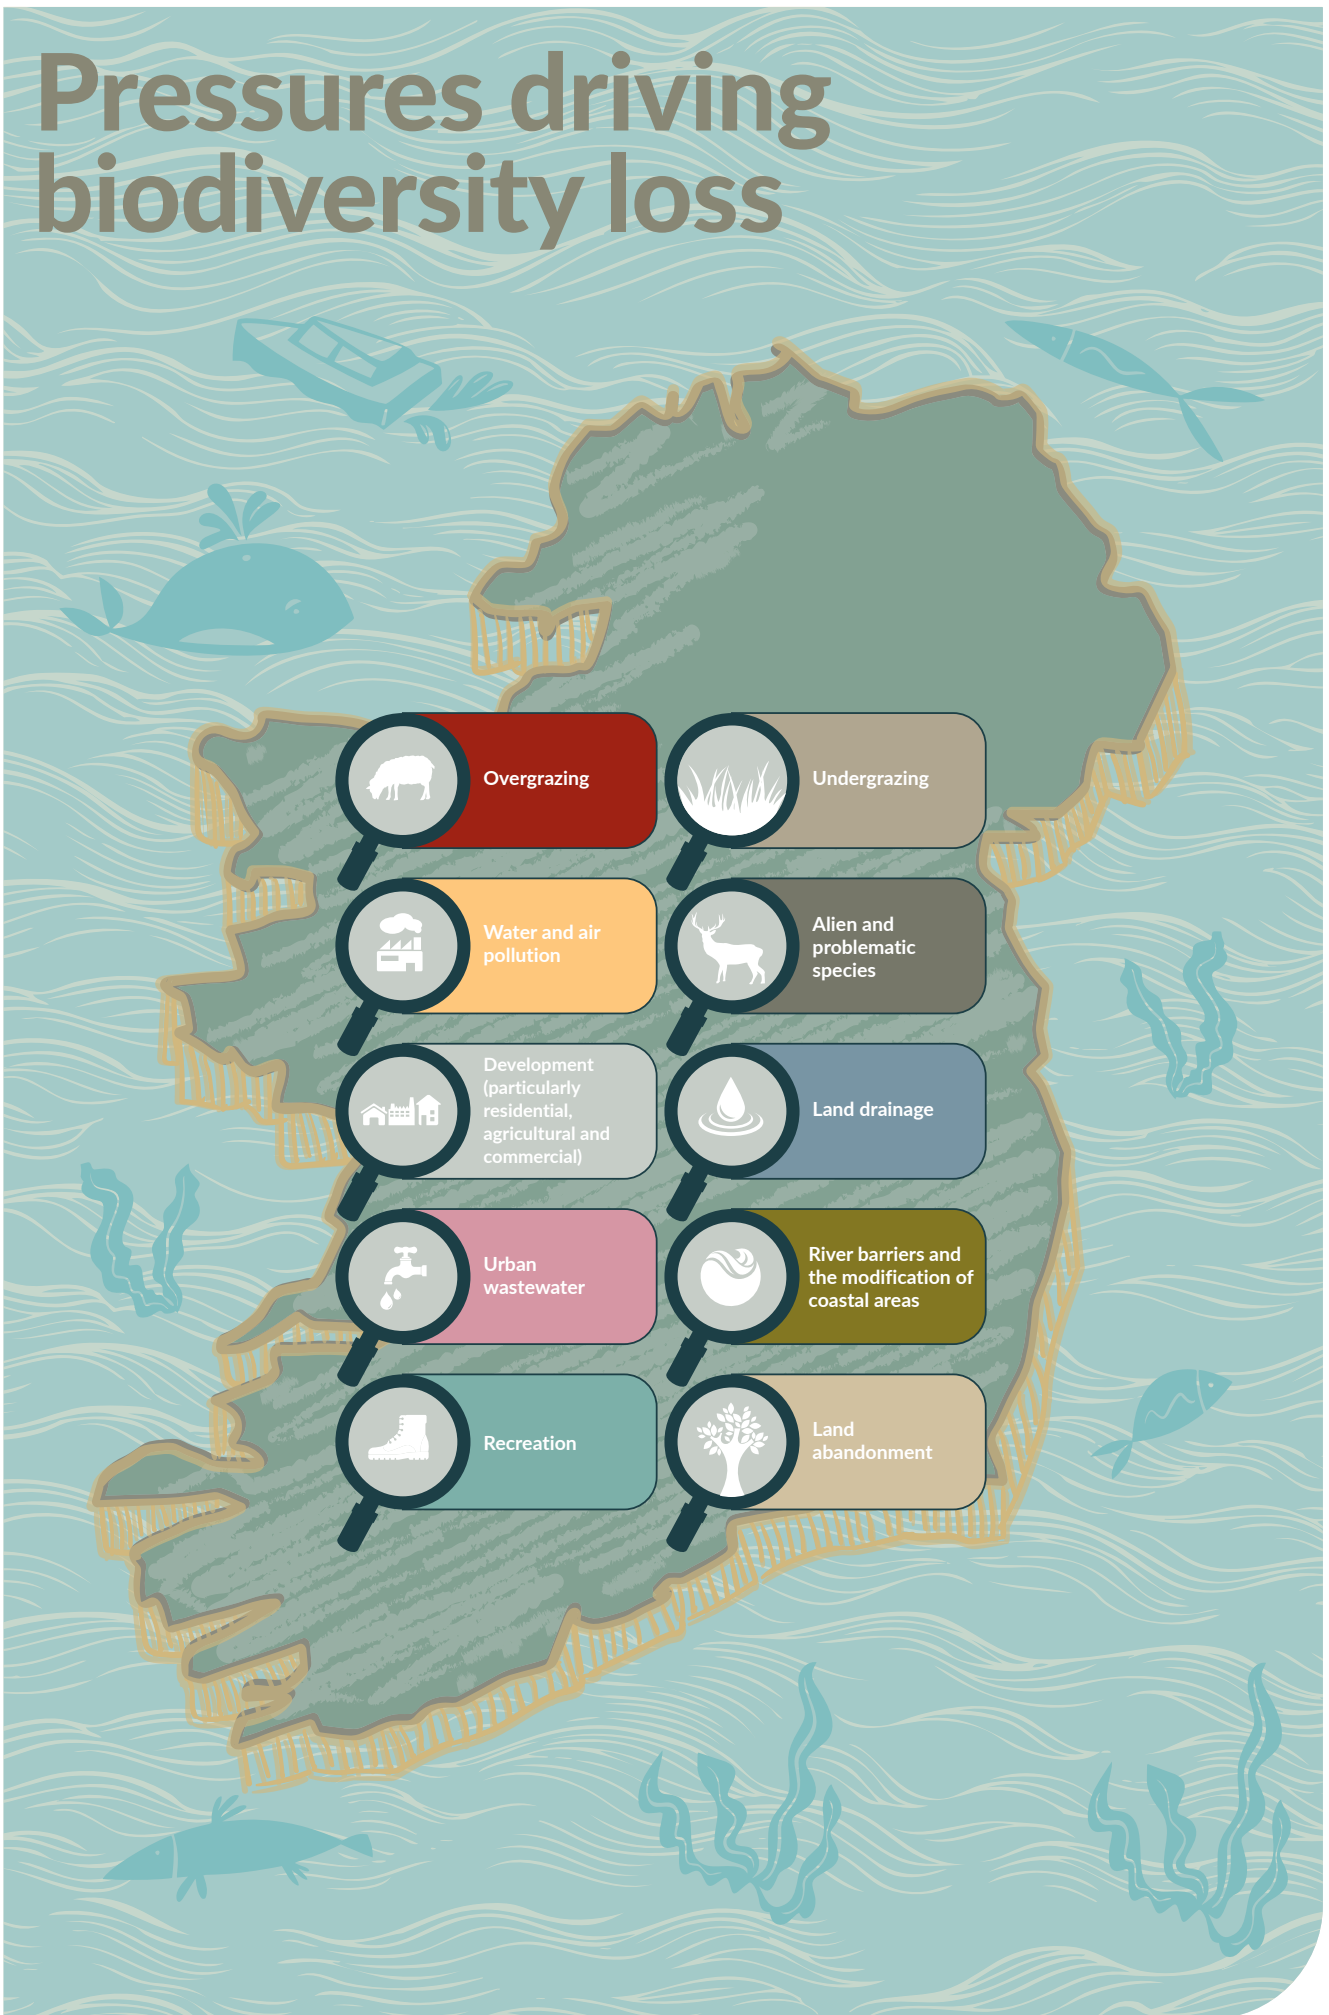 Pressures driving
biodiversity loss
Overgrazing
Undergrazing
Water and air
pollution
Alien and
problematic
species
Development
(particularly
residential,
agricultural and
commercial)
Land drainage
Urban
wastewater
River barriers and
the modification of
coastal areas
Recreation
Land
abandonment